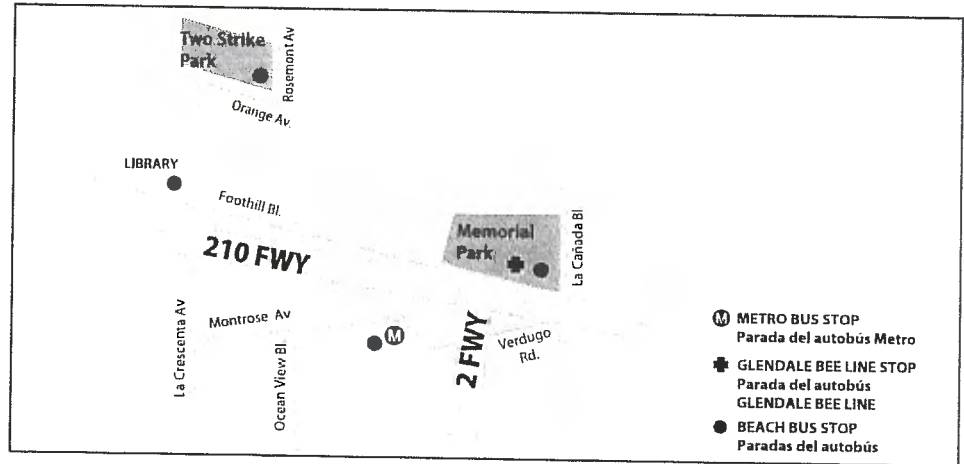 Two Strike
Park
Rosemont Av
Orange Av.
LIBRARY
Foothill Bl.
210 FWY
Memorial
Park
La Cañada Bl
La Crescenta Av
Montrose Av
Ocean View Bl.
M
2 FWY
Verdugo
Rd.
M METRO BUS STOP
Parada del autobús Metro
GLENDALE BEE LINE STOP
Parada del autobús
GLENDALE BEE LINE
BEACH BUS STOP
Paradas del autobús